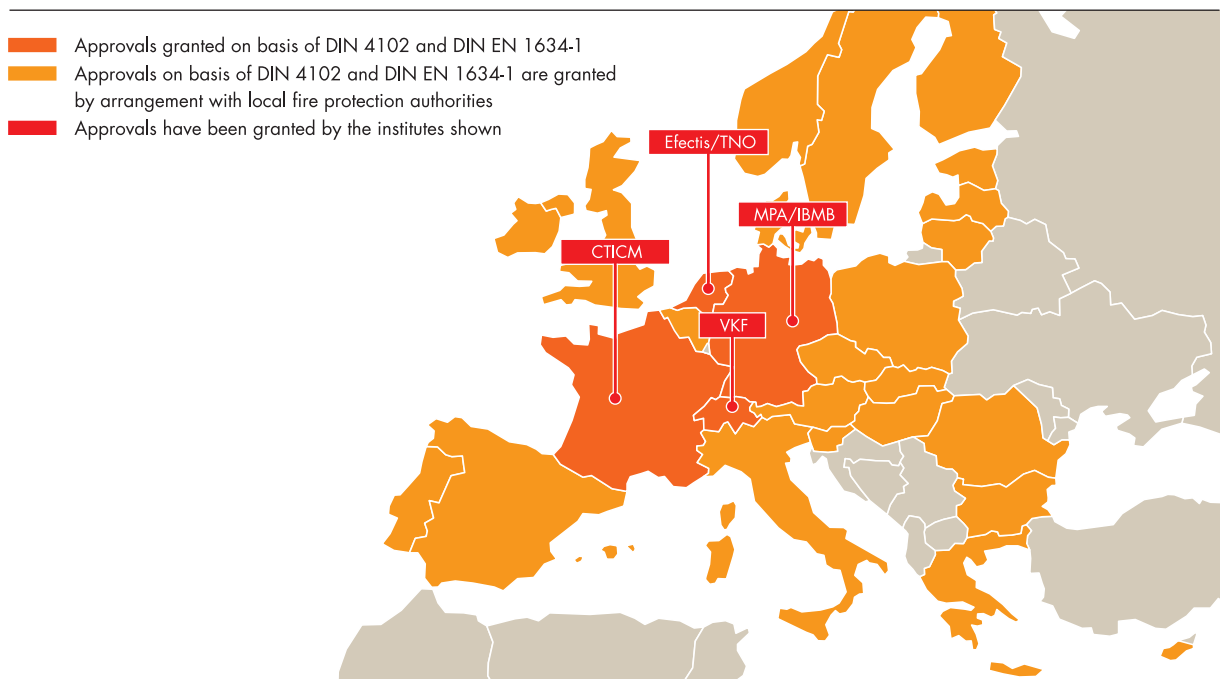 Approvals granted on basis of DIN 4102 and DIN EN 1634-1
Approvals on basis of DIN 4102 and DIN EN 1634-1 are granted
by arrangement with local fire protection authorities
Approvals have been granted by the institutes shown
Efectis/TNO
MPA/IBMB
CTICM
VKF